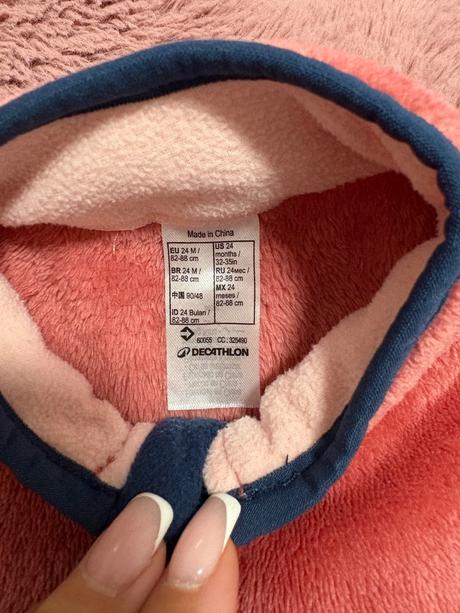 Made in China
EU 24 M /
82-88 cm
BR 24 M /
82-88 cm
中国 90/48
ID 24 Bulan /
82-88 cm
US 24
months /
32-35in
RU 24мес /
82-88 cm
MX 24
meses /
82-88 cm
60055 CC: 325490
DECATHLON